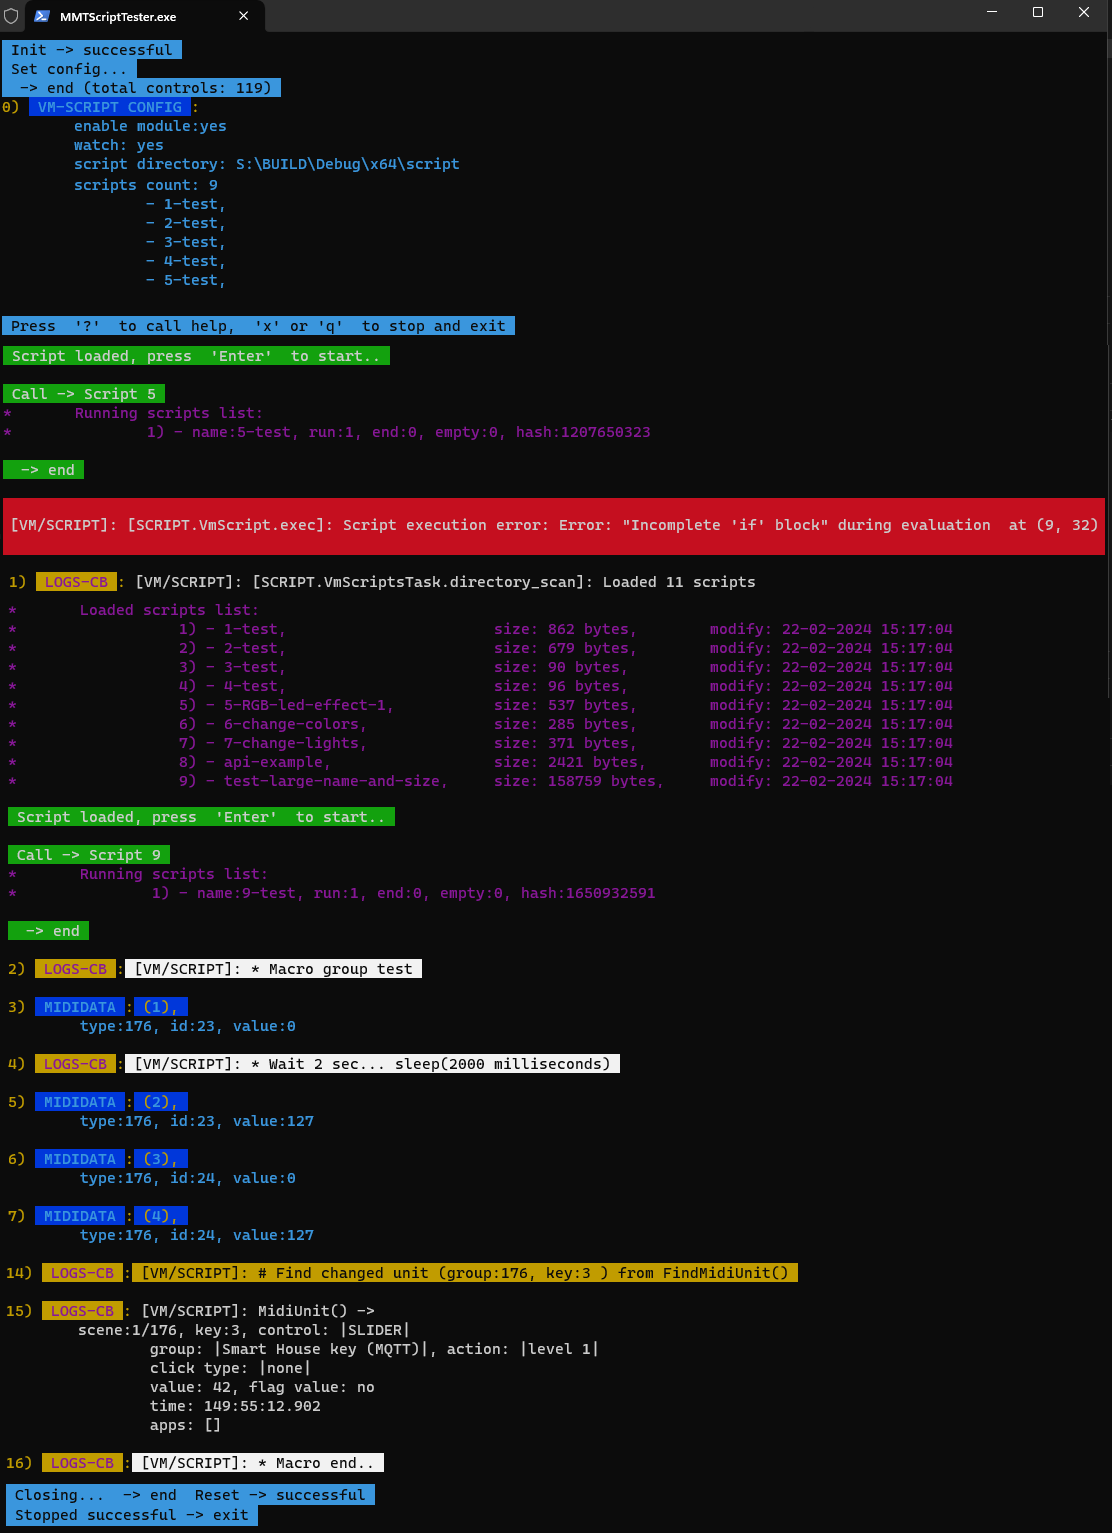 MMTScriptTester.exe
Init -> successful
Set config...
-> end (total controls: 119)
0) VM-SCRIPT CONFIG :
enable module:yes
watch: yes
script directory: S:\BUILD\Debug\x64\script
scripts count: 9
- 1-test,
- 2-test,
- 3-test,
- 4-test,
- 5-test,
Press '?' to call help, 'x' or 'q' to stop and exit
Script loaded, press 'Enter' to start..
Call -> Script 5
* Running scripts list:
* 1) - name:5-test, run:1, end:0, empty:0, hash:1207650323
-> end
[VM/SCRIPT]: [SCRIPT.VmScript.exec]: Script execution error: Error: "Incomplete 'if' block" during evaluation at (9, 32)
1) LOGS-CB : [VM/SCRIPT]: [SCRIPT.VmScriptsTask.directory_scan]: Loaded 11 scripts
* Loaded scripts list:
* 1) - 1-test, size: 862 bytes, modify: 22-02-2024 15:17:04
* 2) - 2-test, size: 679 bytes, modify: 22-02-2024 15:17:04
* 3) - 3-test, size: 90 bytes, modify: 22-02-2024 15:17:04
* 4) - 4-test, size: 96 bytes, modify: 22-02-2024 15:17:04
* 5) - 5-RGB-led-effect-1, size: 537 bytes, modify: 22-02-2024 15:17:04
* 6) - 6-change-colors, size: 285 bytes, modify: 22-02-2024 15:17:04
* 7) - 7-change-lights, size: 371 bytes, modify: 22-02-2024 15:17:04
* 8) - api-example, size: 2421 bytes, modify: 22-02-2024 15:17:04
* 9) - test-large-name-and-size, size: 158759 bytes, modify: 22-02-2024 15:17:04
Script loaded, press 'Enter' to start..
Call -> Script 9
* Running scripts list:
* 1) - name:9-test, run:1, end:0, empty:0, hash:1650932591
-> end
2) LOGS-CB : [VM/SCRIPT]: * Macro group test
3) MIDIDATA : (1),
type:176, id:23, value:0
4) LOGS-CB : [VM/SCRIPT]: * Wait 2 sec... sleep(2000 milliseconds)
5) MIDIDATA : (2),
type:176, id:23, value:127
6) MIDIDATA : (3),
type:176, id:24, value:0
7) MIDIDATA : (4),
type:176, id:24, value:127
14) LOGS-CB : [VM/SCRIPT]: # Find changed unit (group:176, key:3 ) from FindMidiUnit()
15) LOGS-CB : [VM/SCRIPT]: MidiUnit() ->
scene:1/176, key:3, control: |SLIDER|
group: |Smart House key (MQTT)|, action: |level 1|
click type: |none|
value: 42, flag value: no
time: 149:55:12.902
apps: []
16) LOGS-CB : [VM/SCRIPT]: * Macro end..
Closing... -> end Reset -> successful
Stopped successful -> exit